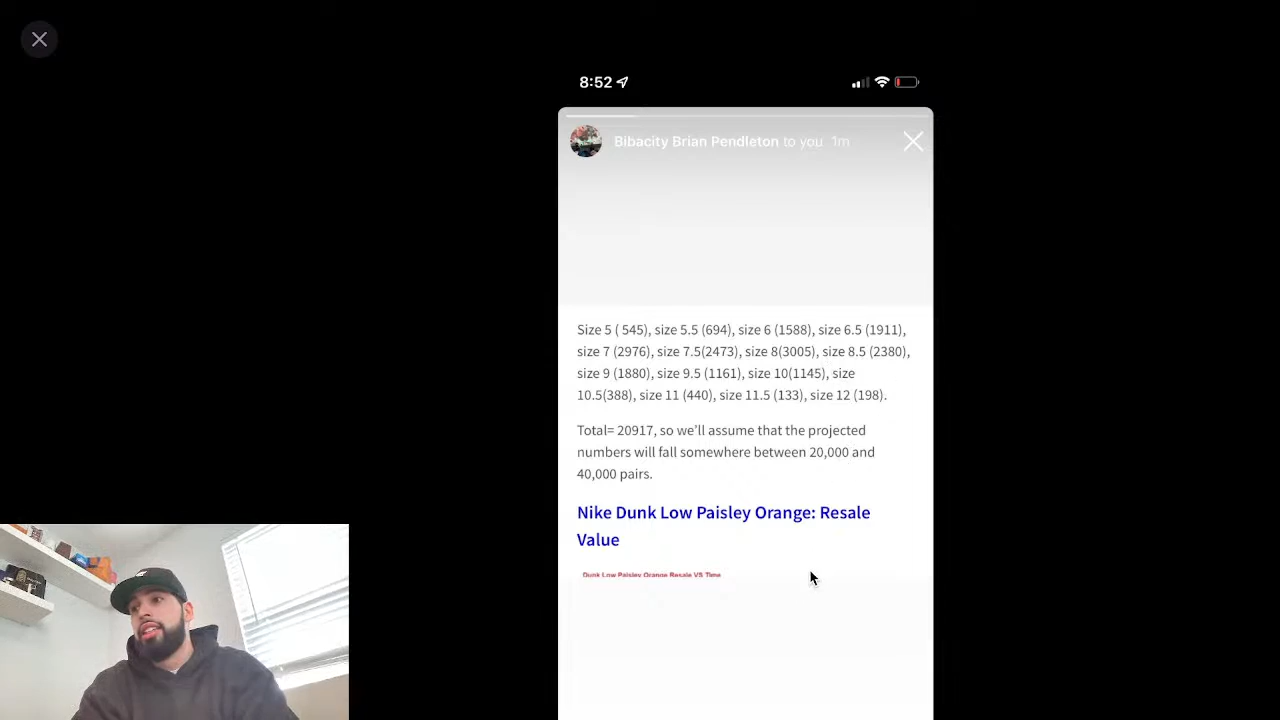 8:52
Bibacity Brian Pendleton to you 1m
Size 5 ( 545), size 5.5 (694), size 6 (1588), size 6.5 (1911),
size 7 (2976), size 7.5(2473), size 8(3005), size 8.5 (2380),
size 9 (1880), size 9.5 (1161), size 10(1145), size
10.5(388), size 11 (440), size 11.5 (133), size 12 (198).
Total= 20917, so we’ll assume that the projected
numbers will fall somewhere between 20,000 and
40,000 pairs.
Nike Dunk Low Paisley Orange: Resale
Value
Dunk Low Paisley Orange Resale VS Time